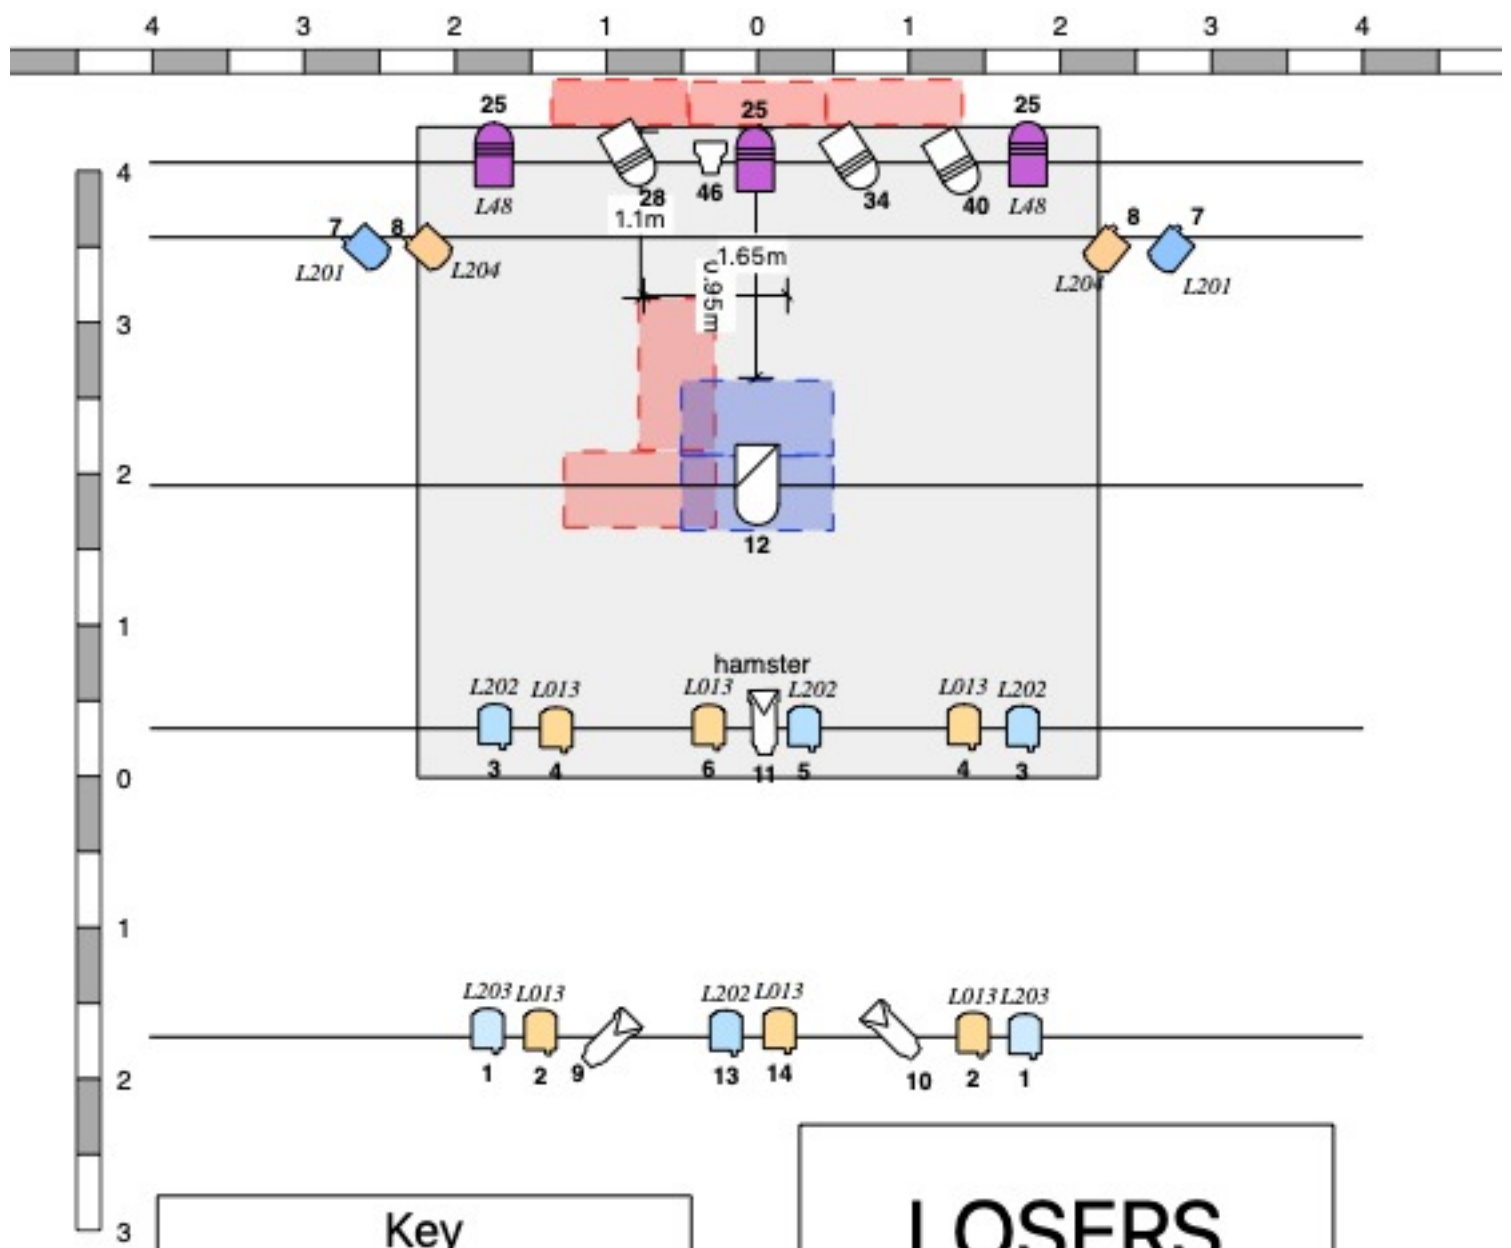 4 3 2 1 0 1 2 3 4
25 25 25
4
28 46 34 40
L48 L48
1.1m
7 8 8 7
1.65m
L201 L204 L204 L201
0.95m
3
2
12
1
hamster
L202 L013 L013 L202 L013 L202
3 4 6 11 5 4 3
0
1
L203 L013 L202 L013 L013 L203
1 2 9 13 14 10 2 1
2
Key LOSERS
3